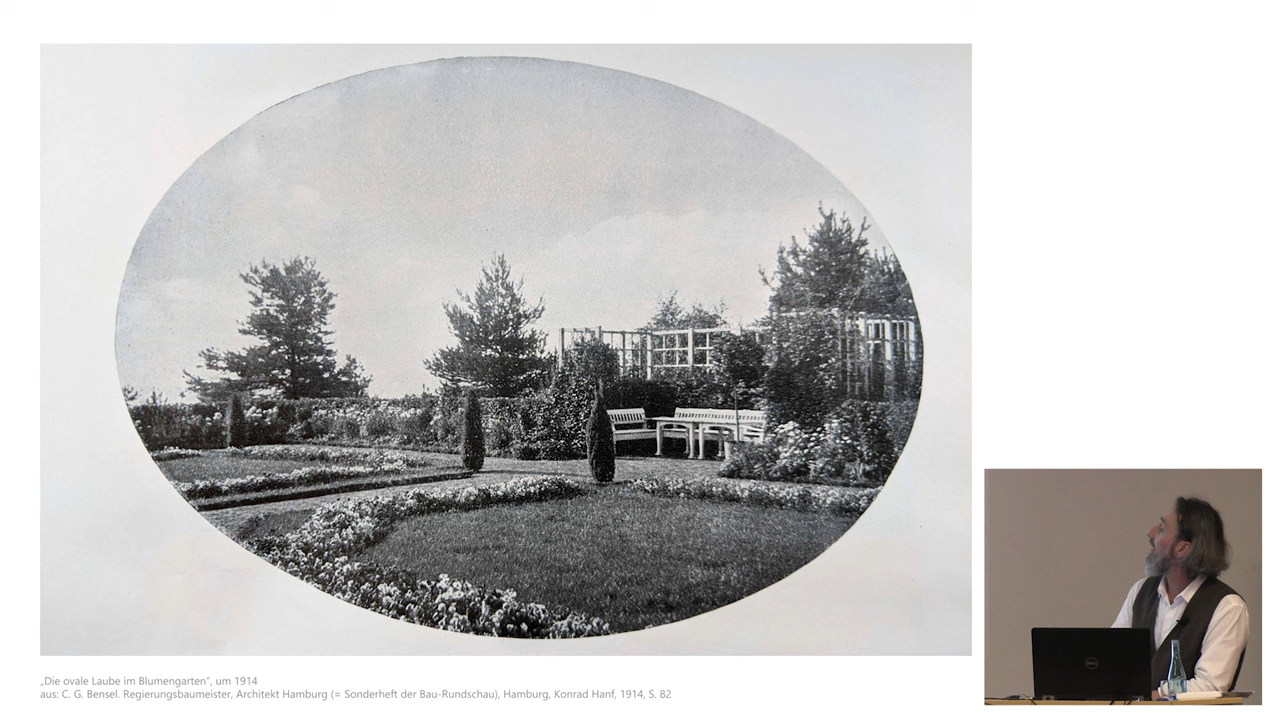 „Die ovale Laube im Blumengarten", um 1914
aus: C. G. Bensel. Regierungsbaumeister, Architekt Hamburg (= Sonderheft der Bau-Rundschau), Hamburg, Konrad Hanf, 1914, S. 82
DELL